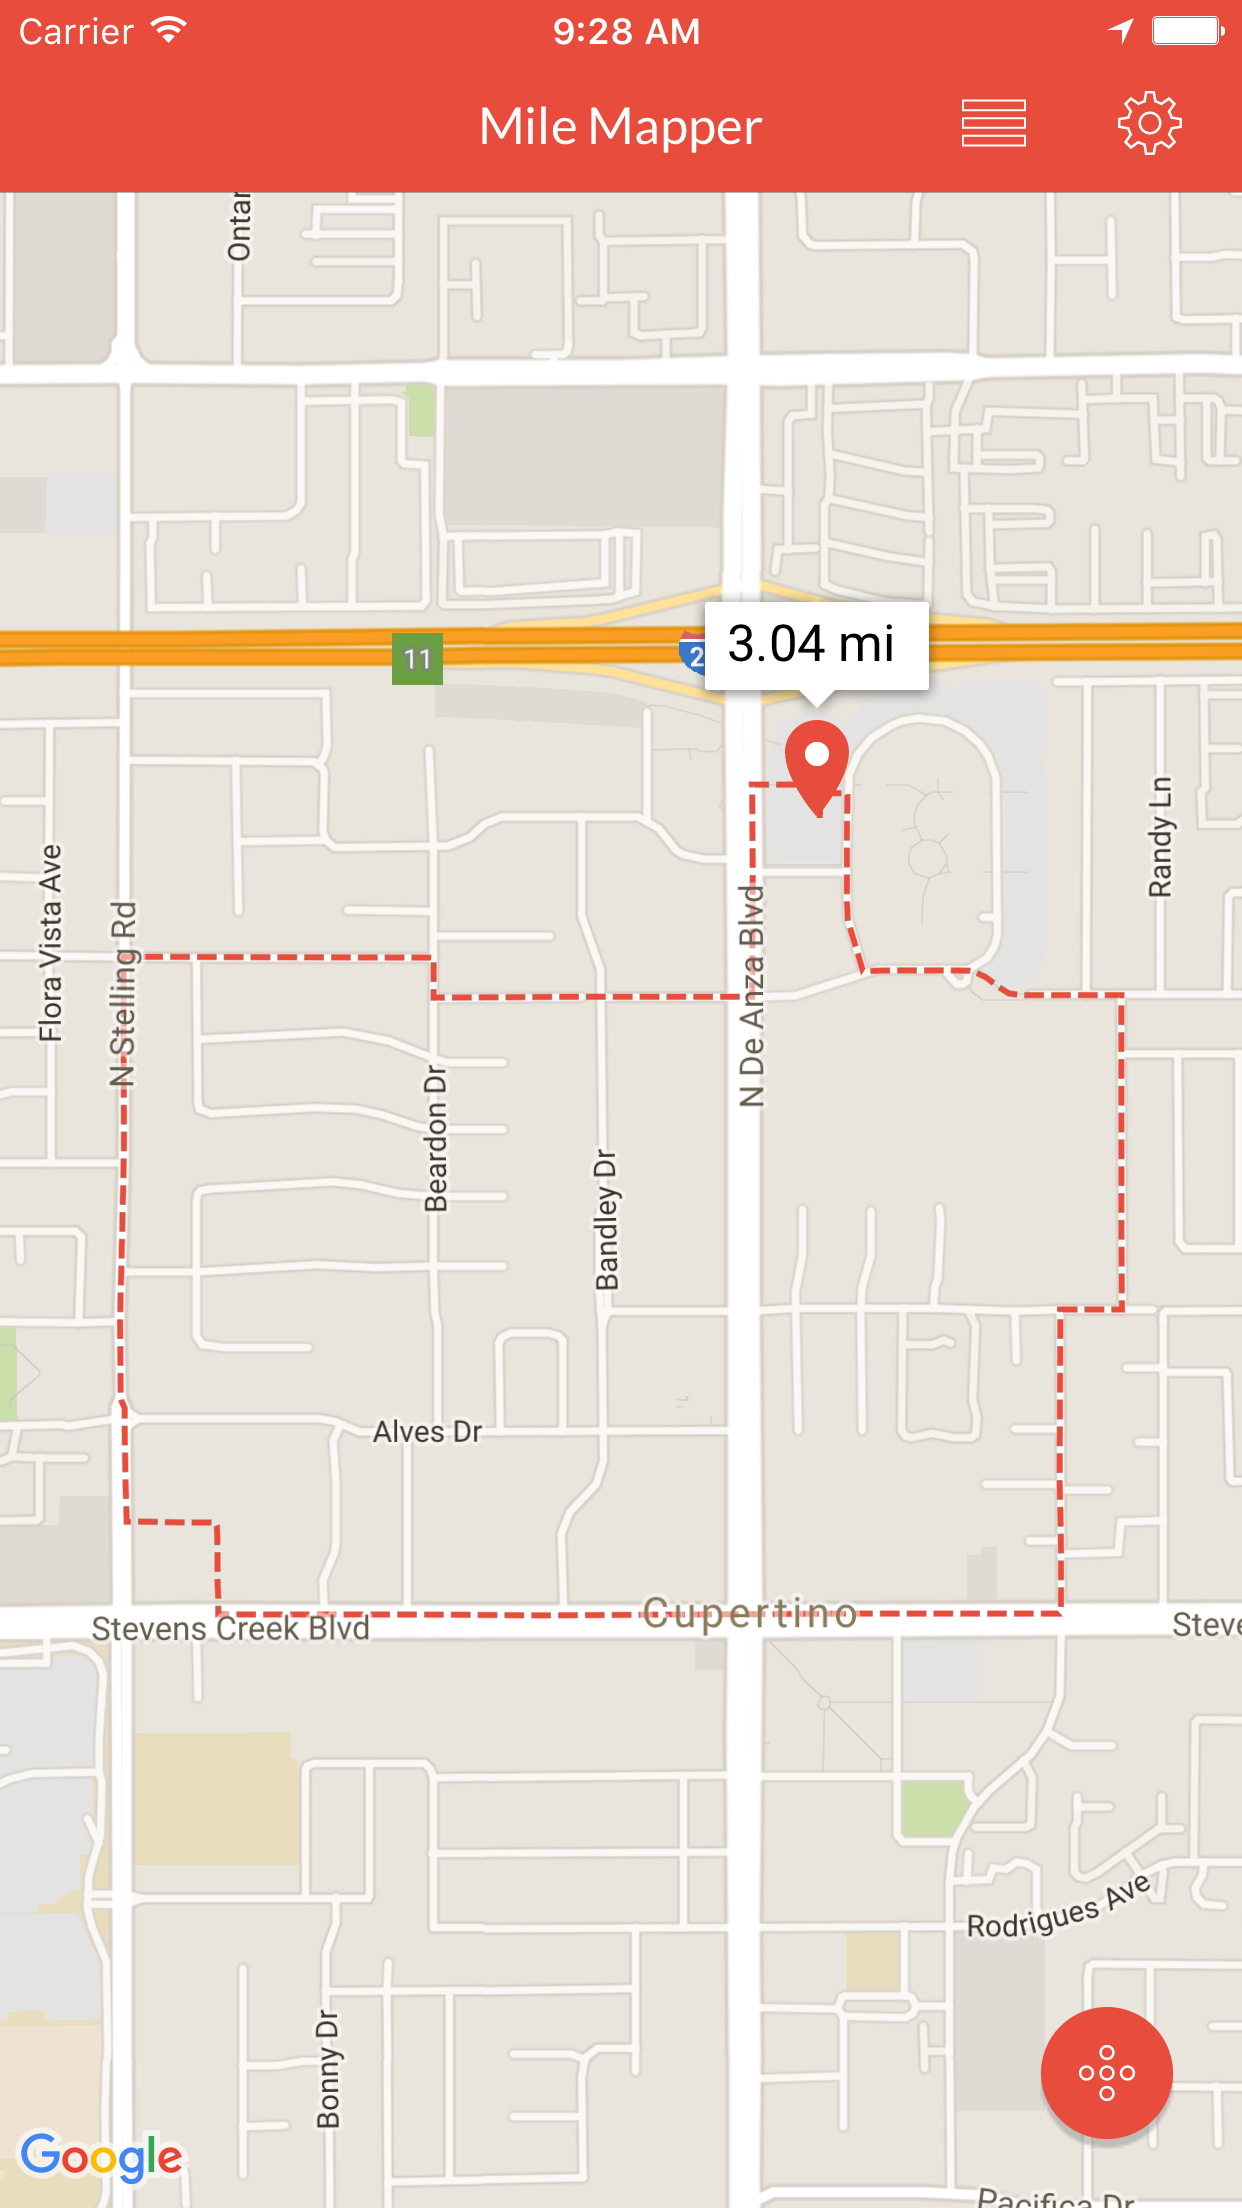 Carrier 9:28 AM
Mile Mapper
Ontar
11
2
3.04 mi
Randy Ln
Flora Vista Ave
N Stelling Rd
N De Anza Blvd
Beardon Dr
Bandley Dr
Alves Dr
Cupertino
Stevens Creek Blvd
Steve
Rodrigues Ave
Bonny Dr
Google
Pacifica Dr